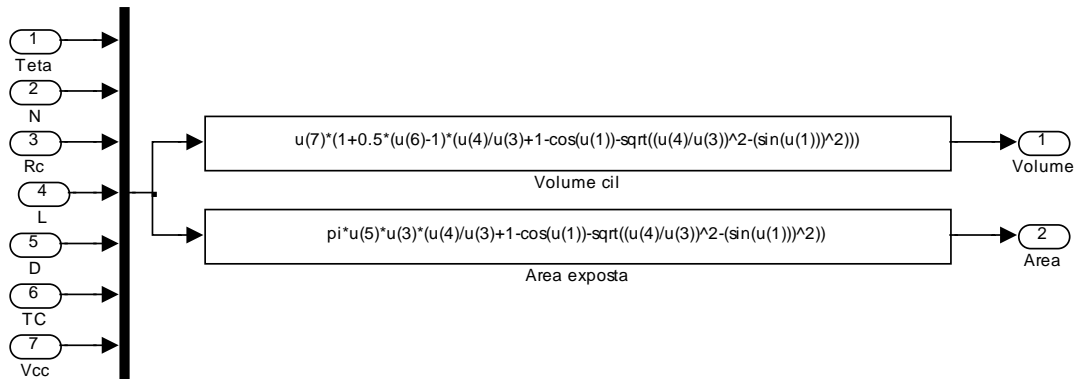 1
Teta
2
N
3
Rc
4
L
5
D
6
TC
7
Vcc
u(7)*(1+0.5*(u(6)-1)*(u(4)/u(3)+1-cos(u(1))-sqrt((u(4)/u(3))^2-(sin(u(1)))^2)))
Volume cil
pi*u(5)*u(3)*(u(4)/u(3)+1-cos(u(1))-sqrt((u(4)/u(3))^2-(sin(u(1)))^2))
Area exposta
1
Volume
2
Area